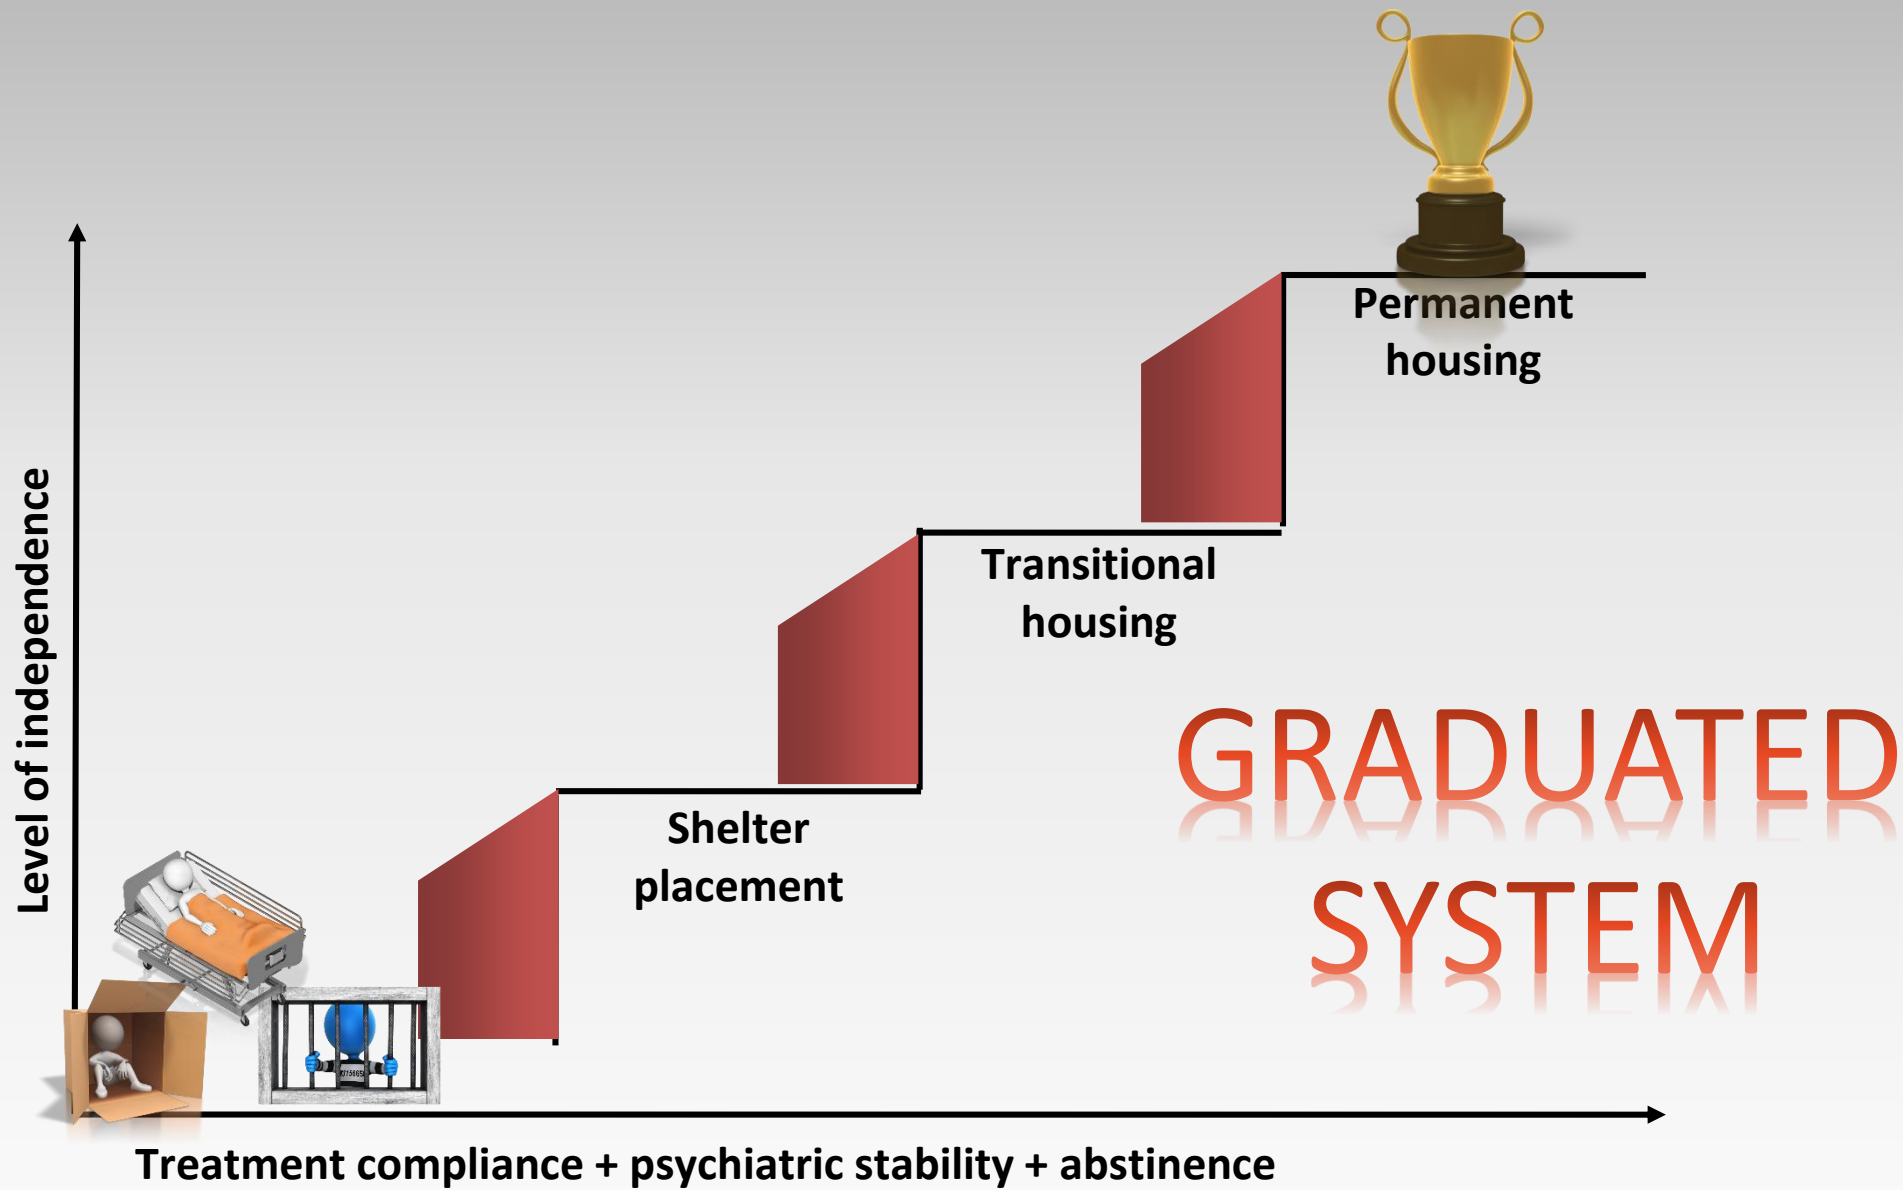 Permanent
housing
Transitional
housing
Shelter
placement
Level of independence
GRADUATED
SYSTEM
Treatment compliance + psychiatric stability + abstinence